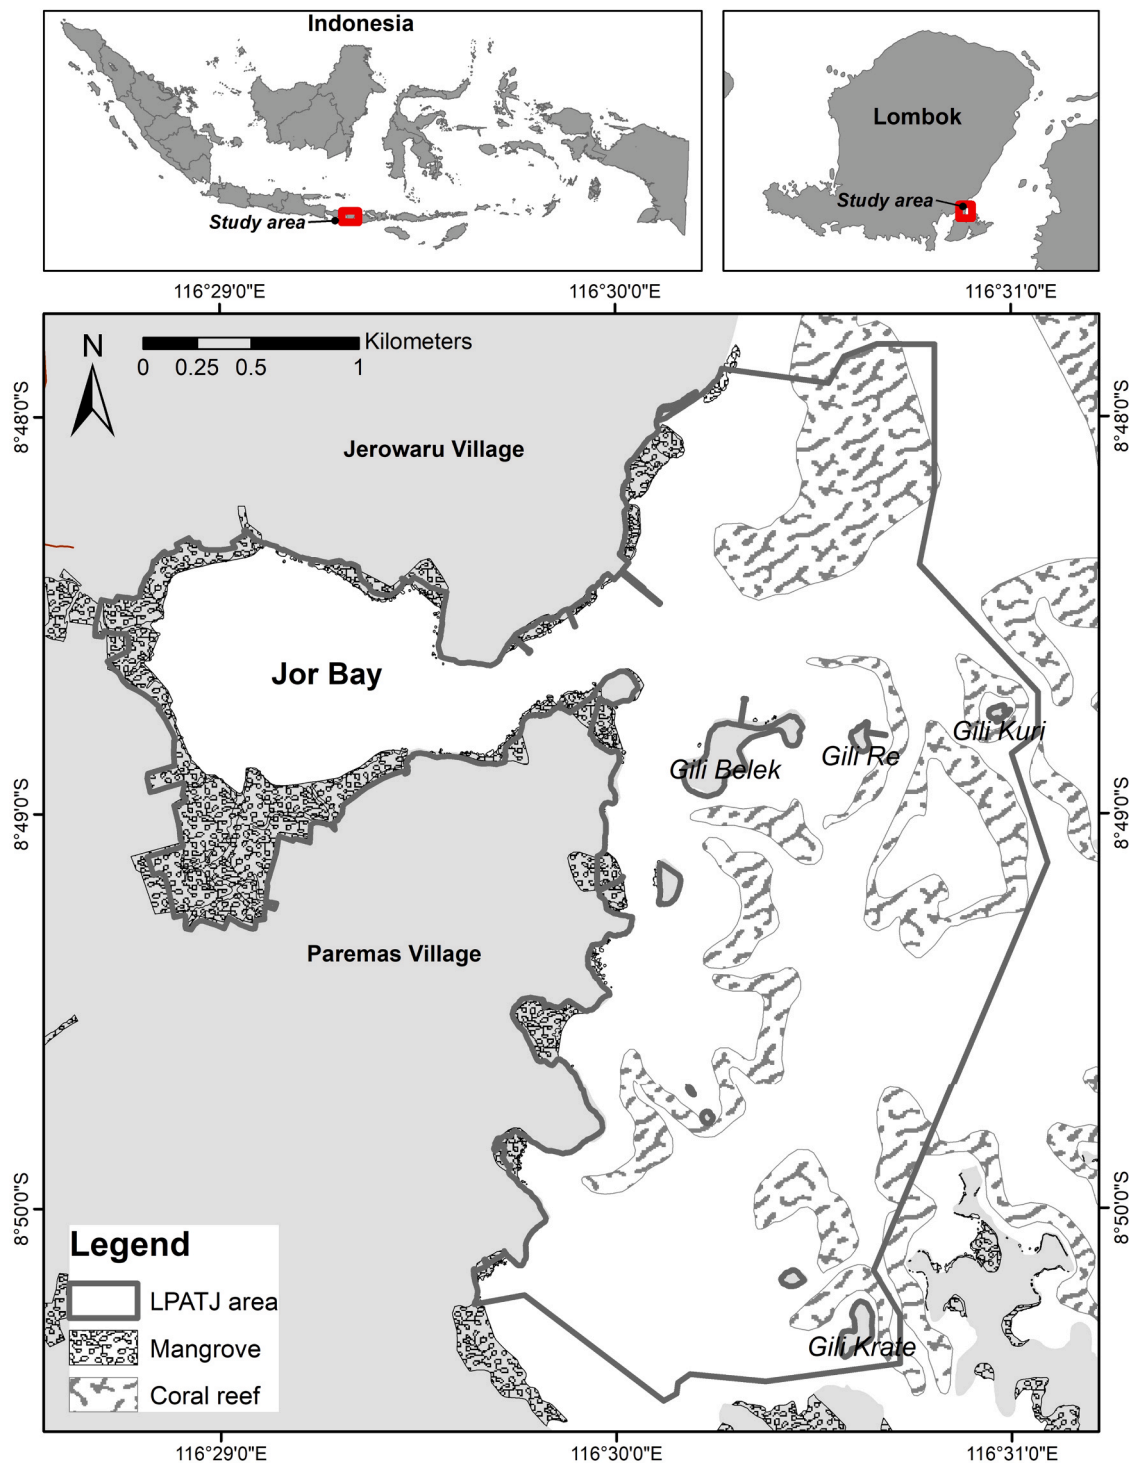 Indonesia
Study area
Lombok
Study area
116°29'0"E 116°30'0"E 116°31'0"E
N
Kilometers
0 0.25 0.5 1
8°48'0"S 8°48'0"S
Jerowaru Village
Jor Bay
Gili Kuri
Gili Re
Gili Belek
8°49'0"S 8°49'0"S
Paremas Village
8°50'0"S 8°50'0"S
Legend
LPATJ area
Mangrove
Coral reef
Gili Krate
116°29'0"E 116°30'0"E 116°31'0"E